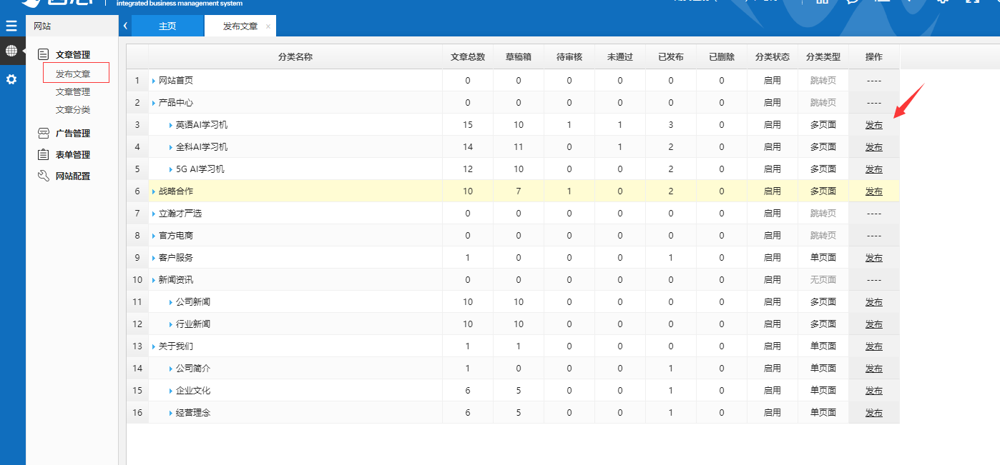 integrated business management system
网站
主页
发布文章 ×
文章管理
发布文章
文章管理
文章分类
广告管理
表单管理
网站配置
分类名称 文章总数 草稿箱 待审核 未通过 已发布 已删除 分类状态 分类类型 操作
1 网站首页 0 0 0 0 0 0 启用 跳转页 ----
2 产品中心 0 0 0 0 0 0 启用 跳转页 ----
3 英语AI学习机 15 10 1 1 3 0 启用 多页面 发布
4 全科AI学习机 14 11 0 1 2 0 启用 多页面 发布
5 5G AI学习机 12 10 0 0 2 0 启用 多页面 发布
6 战略合作 10 7 1 0 2 0 启用 多页面 发布
7 立瀚才严选 0 0 0 0 0 0 启用 跳转页 ----
8 官方电商 0 0 0 0 0 0 启用 跳转页 ----
9 客户服务 1 0 0 0 1 0 启用 单页面 发布
10 新闻资讯 0 0 0 0 0 0 启用 无页面 ----
11 公司新闻 10 10 0 0 0 0 启用 多页面 发布
12 行业新闻 10 10 0 0 0 0 启用 多页面 发布
13 关于我们 1 1 0 0 0 0 启用 单页面 发布
14 公司简介 1 0 0 0 1 0 启用 单页面 发布
15 企业文化 6 5 0 0 1 0 启用 单页面 发布
16 经营理念 6 5 0 0 1 0 启用 单页面 发布